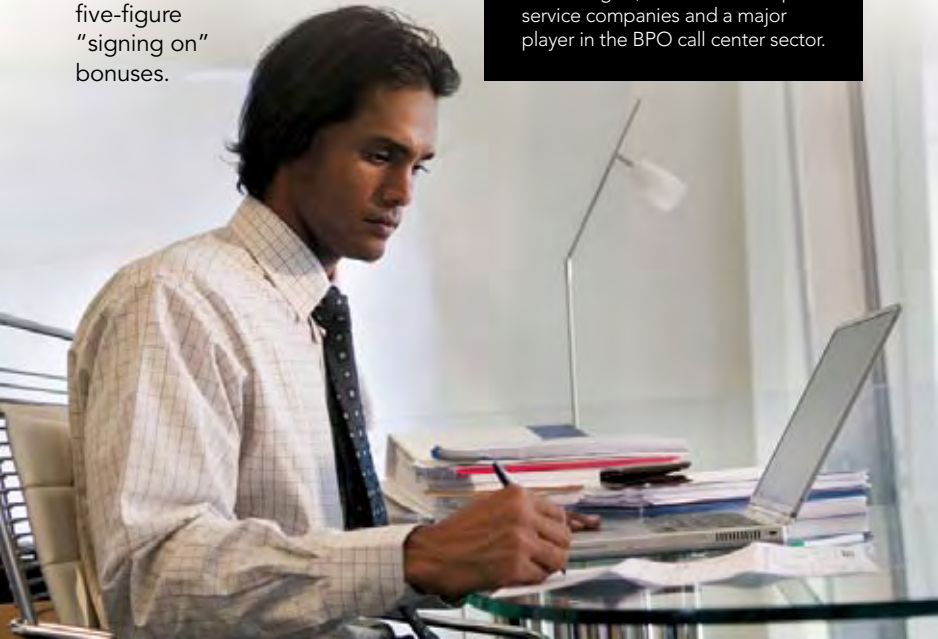 five-figure
“signing on”
bonuses.
service companies and a major
player in the BPO call center sector.